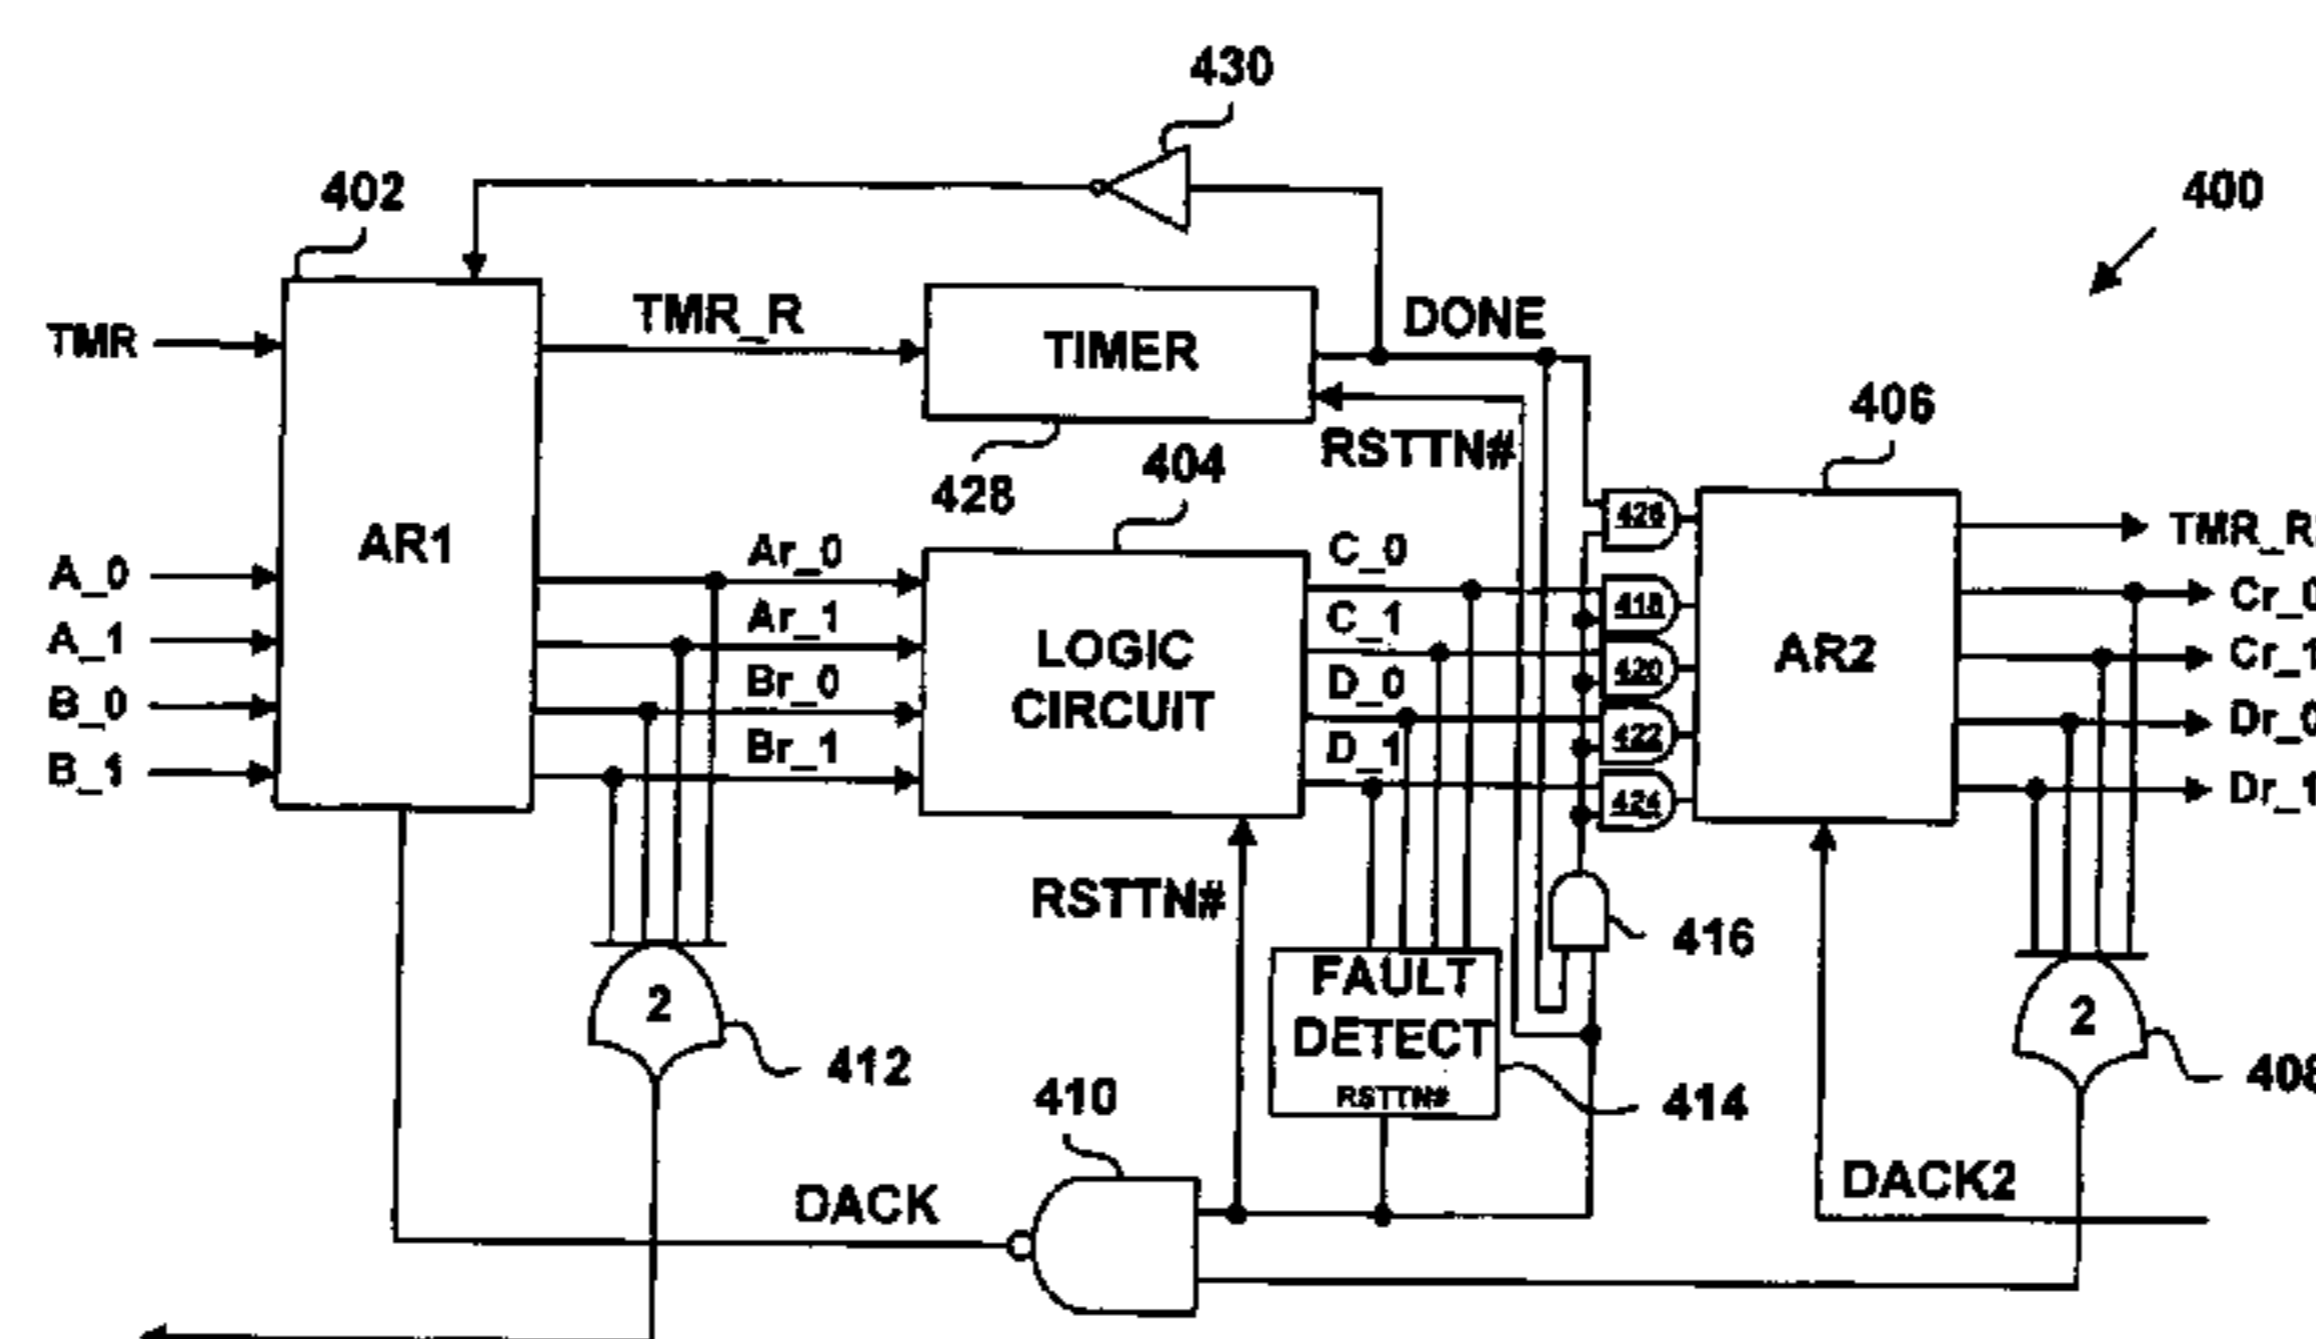 430
402
400
TMR
TMR_R
TIMER
DONE
RSTTN#
406
404
428
AR1
LOGIC
CIRCUIT
AR2
A_0
A_1
B_0
B_1
Ar_0
Ar_1
Br_0
Br_1
C_0
C_1
D_0
D_1
426
418
420
422
424
TMR_R
Cr_0
Cr_1
Dr_0
Dr_1
RSTTN#
416
FAULT
DETECT
RSTTN#
414
2
412
2
408
410
DACK
DACK2